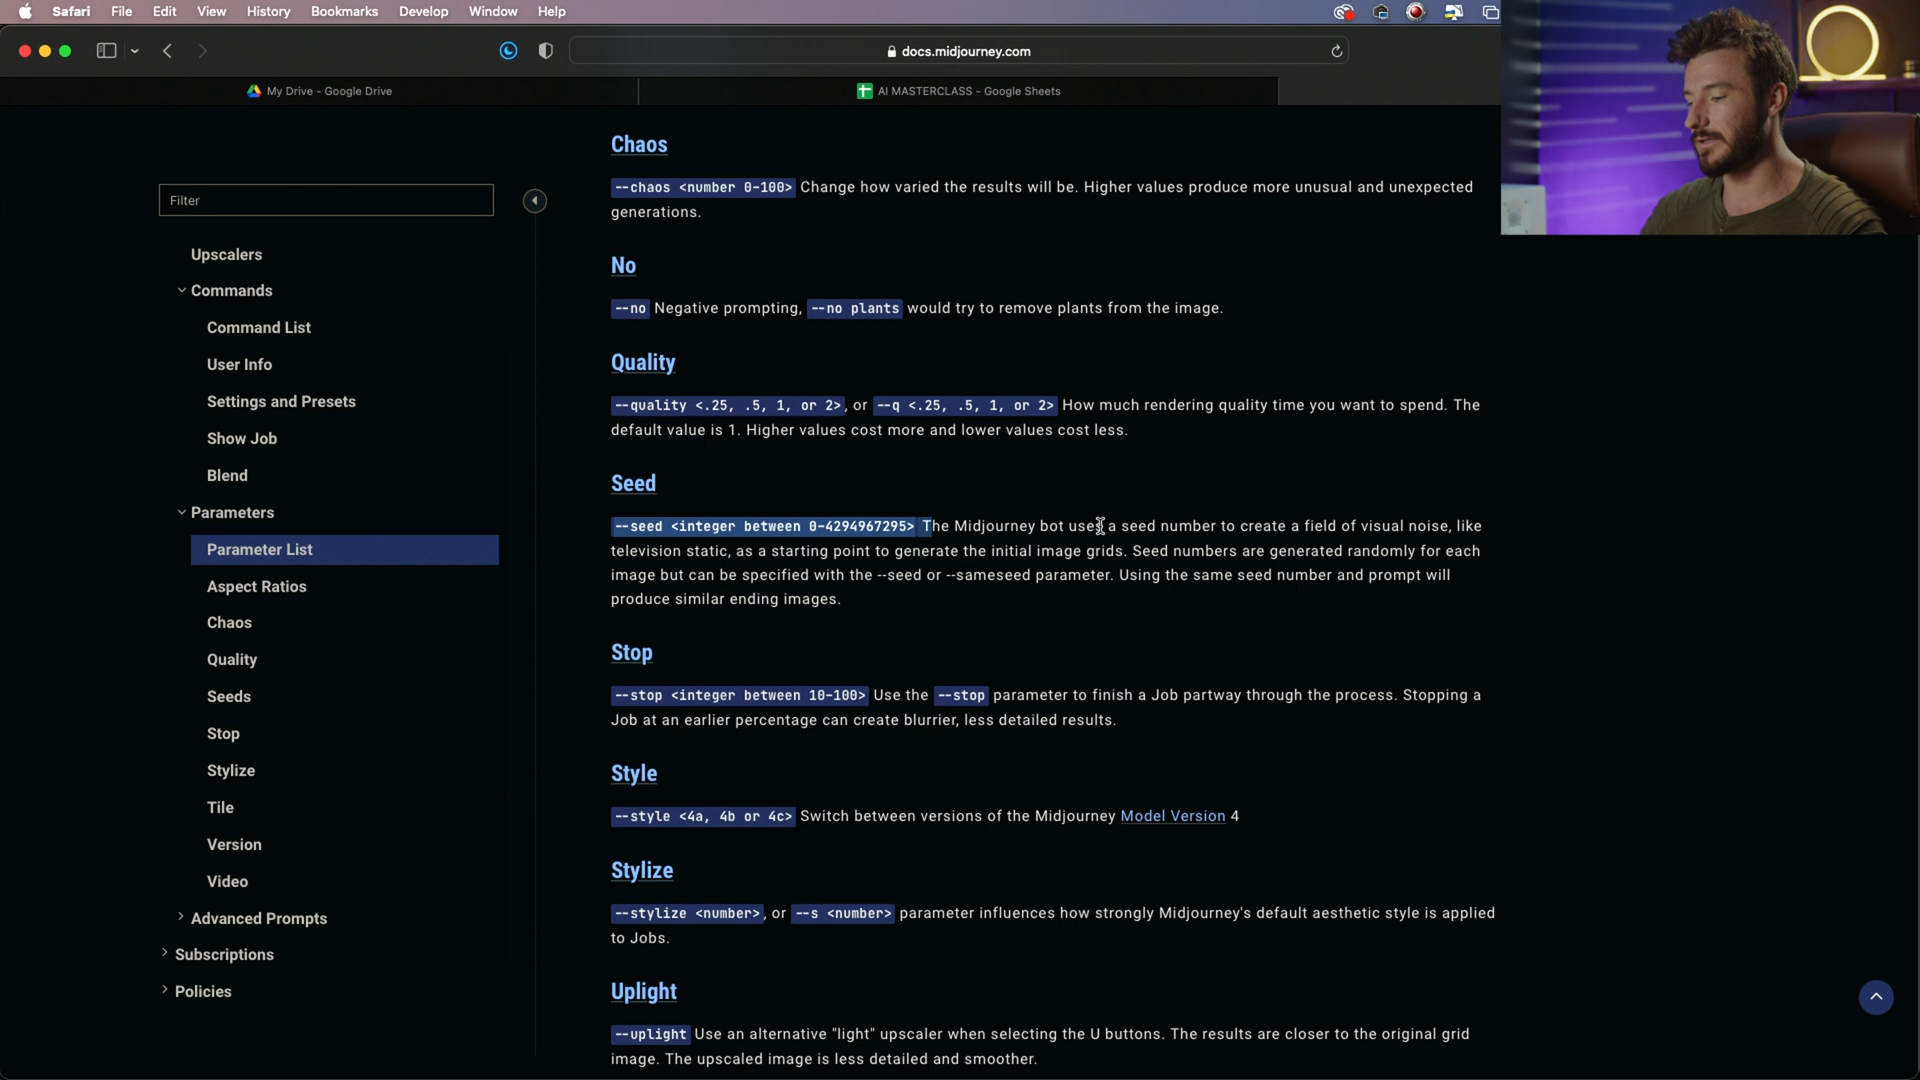 Safari File Edit View History Bookmarks Develop Window Help
docs.midjourney.com
My Drive - Google Drive
AI MASTERCLASS - Google Sheets
Filter
Upscalers
Commands
Command List
User Info
Settings and Presets
Show Job
Blend
Parameters
Parameter List
Aspect Ratios
Chaos
Quality
Seeds
Stop
Stylize
Tile
Version
Video
Advanced Prompts
Subscriptions
Policies
Chaos
--chaos <number 0-100> Change how varied the results will be. Higher values produce more unusual and unexpected
generations.
No
--no Negative prompting, --no plants would try to remove plants from the image.
Quality
--quality <.25, .5, 1, or 2>, or --q <.25, .5, 1, or 2> How much rendering quality time you want to spend. The
default value is 1. Higher values cost more and lower values cost less.
Seed
--seed <integer between 0-4294967295> The Midjourney bot uses a seed number to create a field of visual noise, like
television static, as a starting point to generate the initial image grids. Seed numbers are generated randomly for each
image but can be specified with the --seed or --sameseed parameter. Using the same seed number and prompt will
produce similar ending images.
Stop
--stop <integer between 10-100> Use the --stop parameter to finish a Job partway through the process. Stopping a
Job at an earlier percentage can create blurrier, less detailed results.
Style
--style <4a, 4b or 4c> Switch between versions of the Midjourney Model Version 4
Stylize
--stylize <number>, or --s <number> parameter influences how strongly Midjourney's default aesthetic style is applied
to Jobs.
Uplight
--uplight Use an alternative "light" upscaler when selecting the U buttons. The results are closer to the original grid
image. The upscaled image is less detailed and smoother.